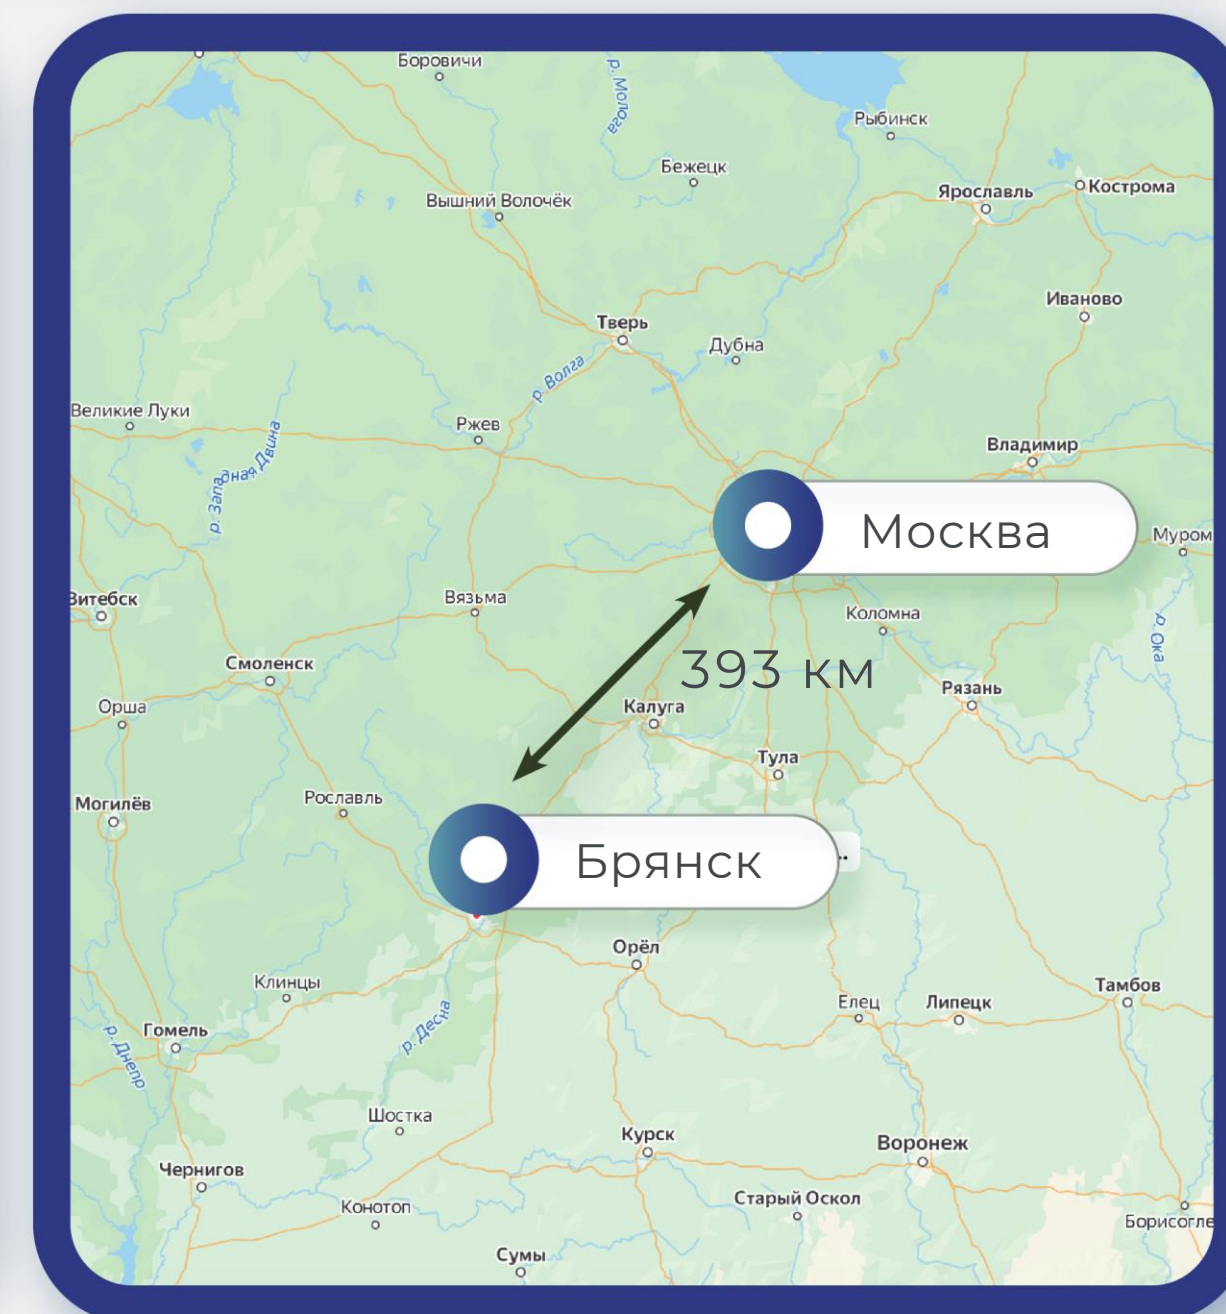 Боровичи
р. Молога
Рыбинск
Бежецк
Ярославль
Кострома
Вышний Волочёк
Иваново
Тверь
Дубна
р. Волга
Великие Луки
Ржев
р. Западная Двина
Владимир
Москва
Муром
Витебск
Вязьма
Коломна
р. Ока
Смоленск
393 км
Рязань
Орша
Калуга
Тула
Могилёв
Рославль
Брянск
Орёл
Клинцы
Тамбов
Елец
Липецк
р. Десна
Гомель
р. Днепр
Шостка
Курск
Воронеж
Чернигов
Старый Оскол
Конотоп
Борисогле
Сумы